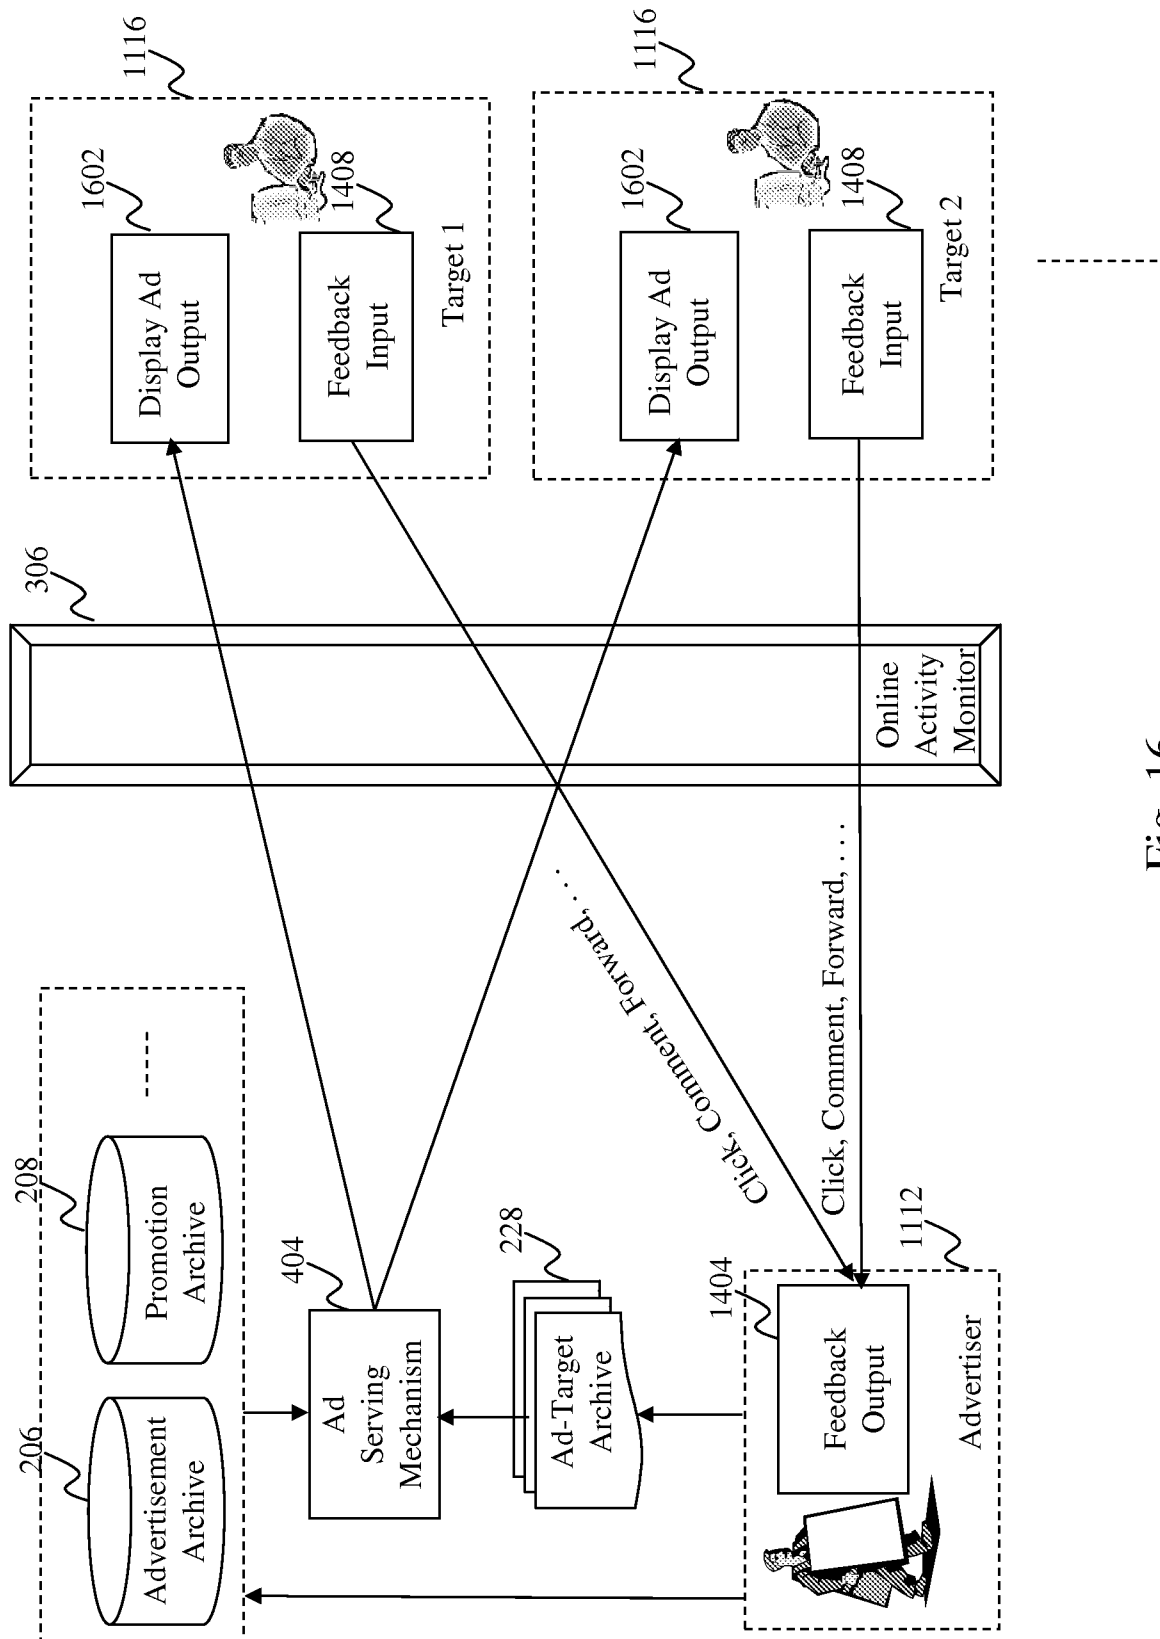 206
Advertisement
Archive
208
Promotion
Archive
404
Ad
Serving
Mechanism
228
Ad-Target
Archive
1404
Feedback
Output
1112
Advertiser
Click, Comment, Forward, . . .
Click, Comment, Forward, . . .
306
Online
Activity
Monitor
1116
1602
Display Ad
Output
1408
Feedback
Input
Target 1
1116
1602
Display Ad
Output
1408
Feedback
Input
Target 2
Fig. 16